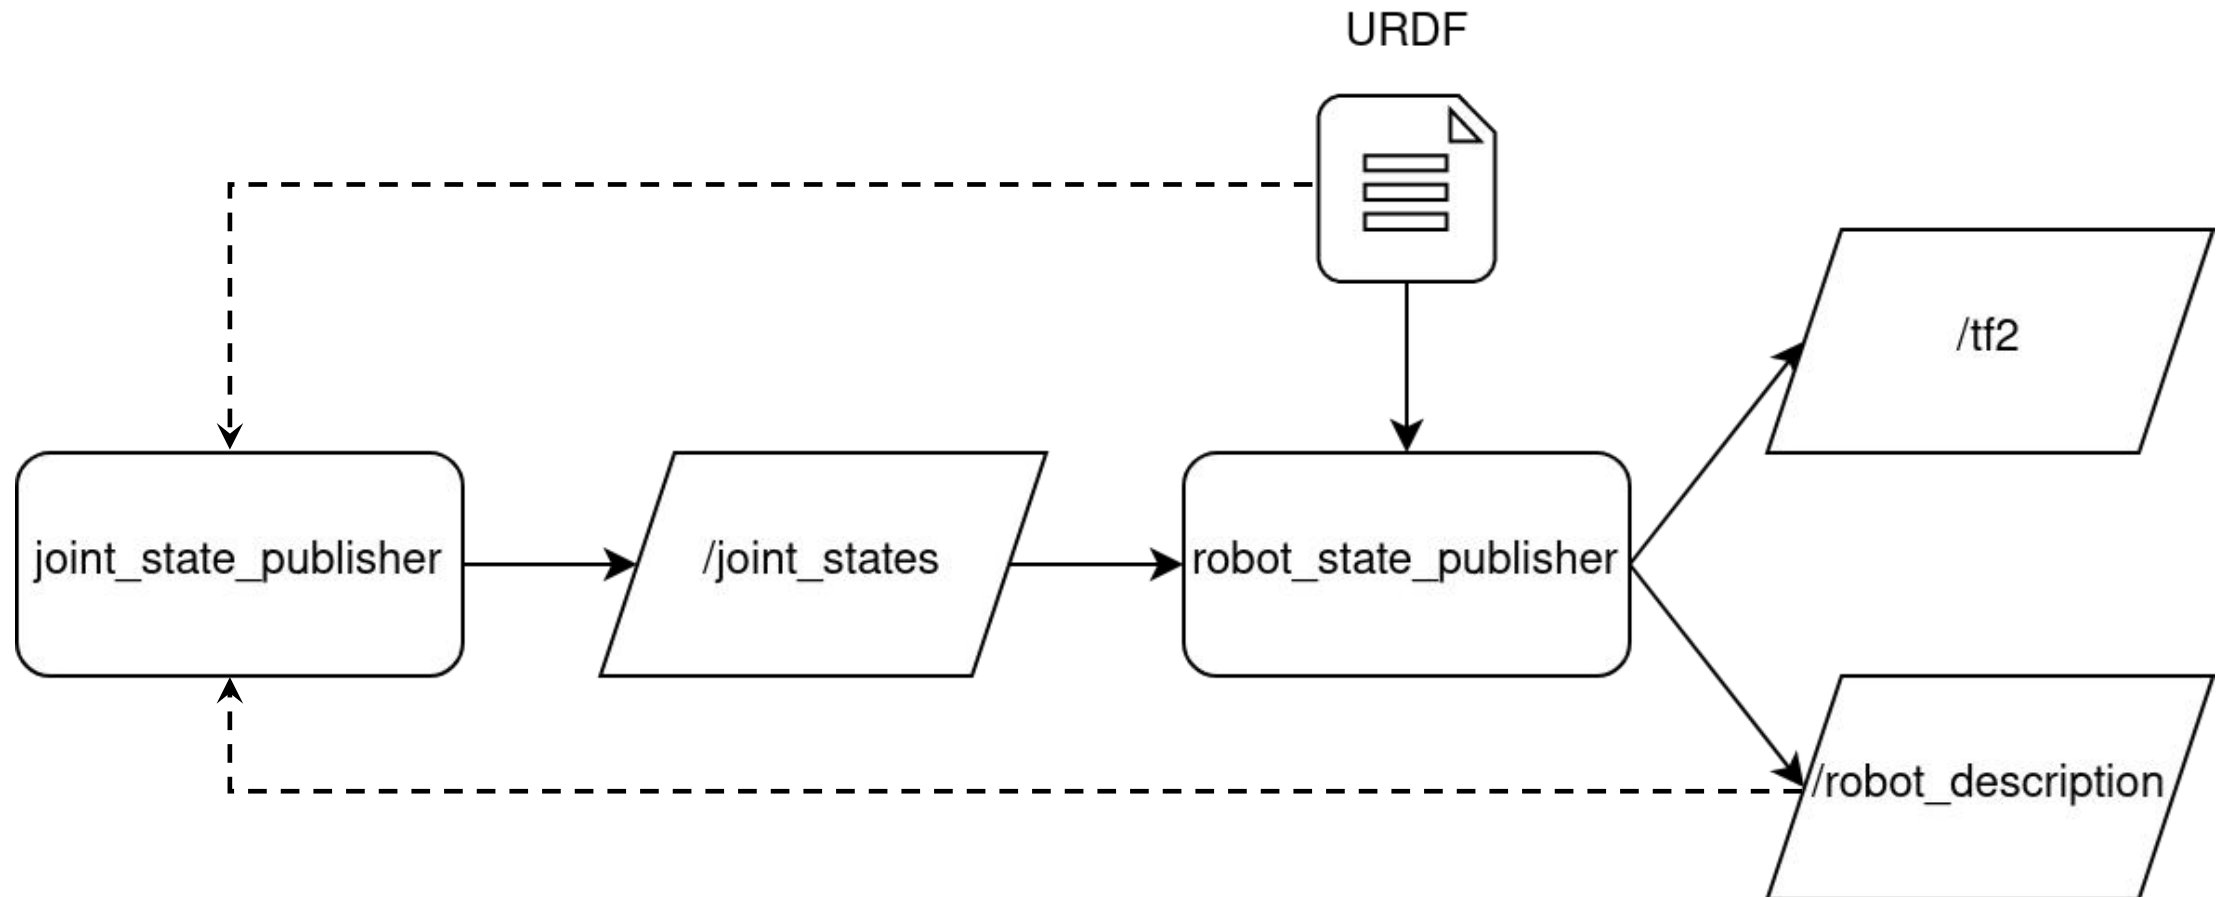 URDF
/tf2
joint_state_publisher
/joint_states
robot_state_publisher
/robot_description